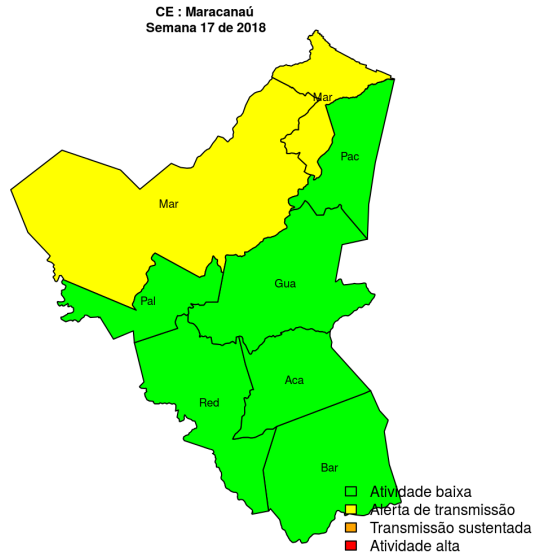 CE : Maracanaú
Semana 17 de 2018
Mar
Pac
Mar
Gua
Pal
Aca
Red
Bar
Atividade baixa
Alerta de transmissão
Transmissão sustentada
Atividade alta